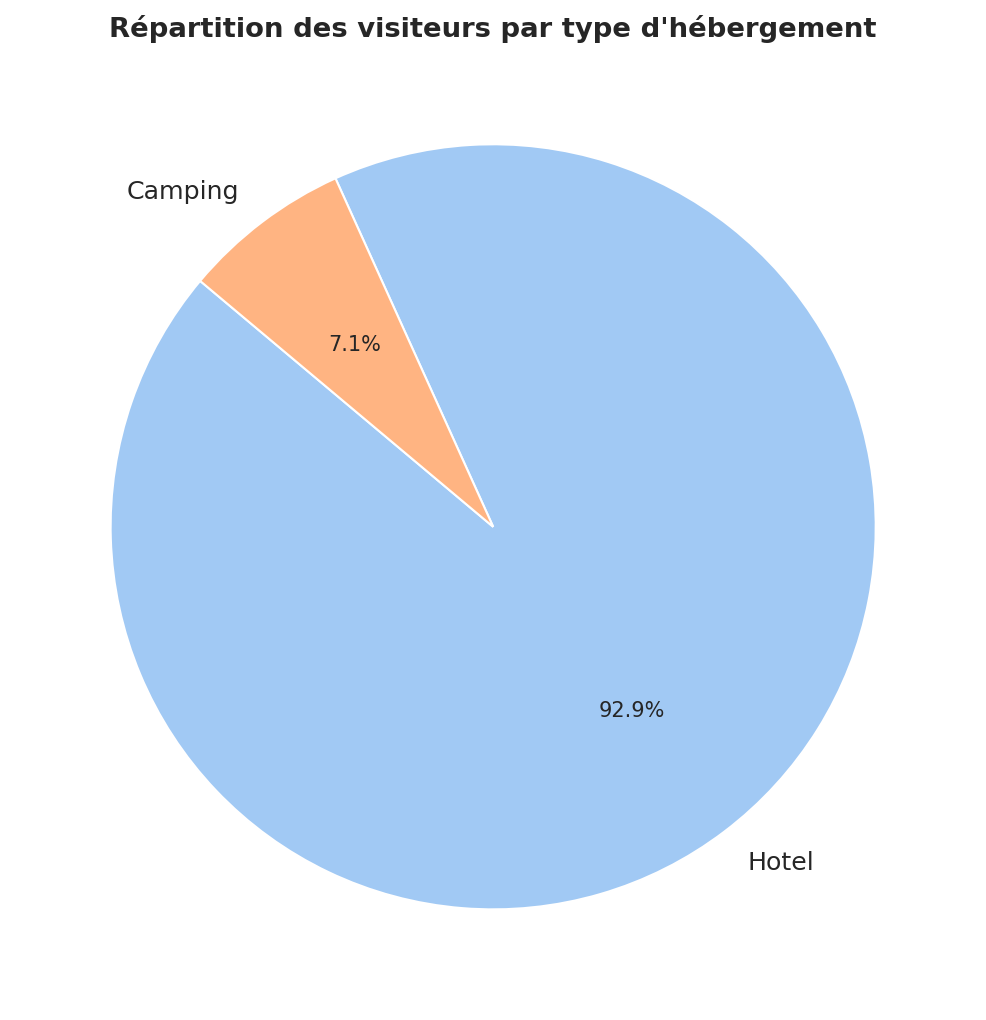 Répartition des visiteurs par type d'hébergement
Camping
7.1%
92.9%
Hotel